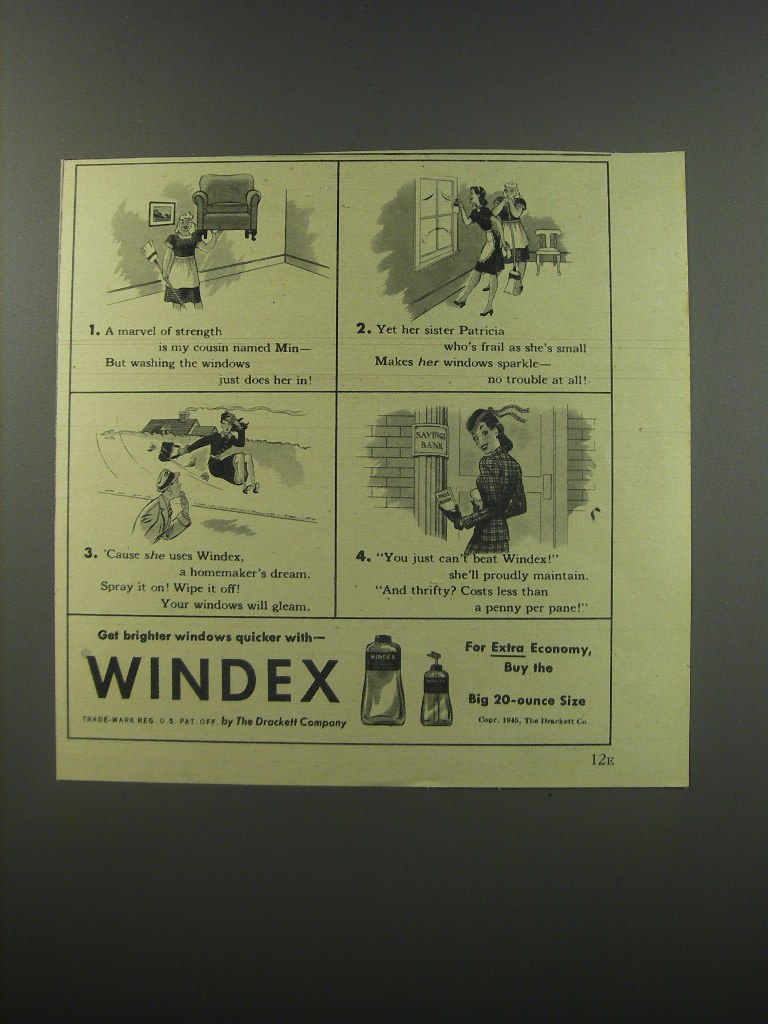 1. A marvel of strength
is my cousin named Min—
But washing the windows
just does her in!
2. Yet her sister Patricia
who's frail as she's small
Makes her windows sparkle—
no trouble at all!
3. 'Cause she uses Windex,
a homemaker's dream.
Spray it on! Wipe it off!
Your windows will gleam.
SAVINGS
BANK
PASS
BOOK
4. "You just can't beat Windex!"
she'll proudly maintain.
"And thrifty? Costs less than
a penny per pane!"
Get brighter windows quicker with—
WINDEX
TRADE-MARK REG. U.S. PAT. OFF. by The Drackett Company
WINDEX
WINDEX
For Extra Economy,
Buy the
Big 20-ounce Size
Copr. 1945, The Drackett Co
12E